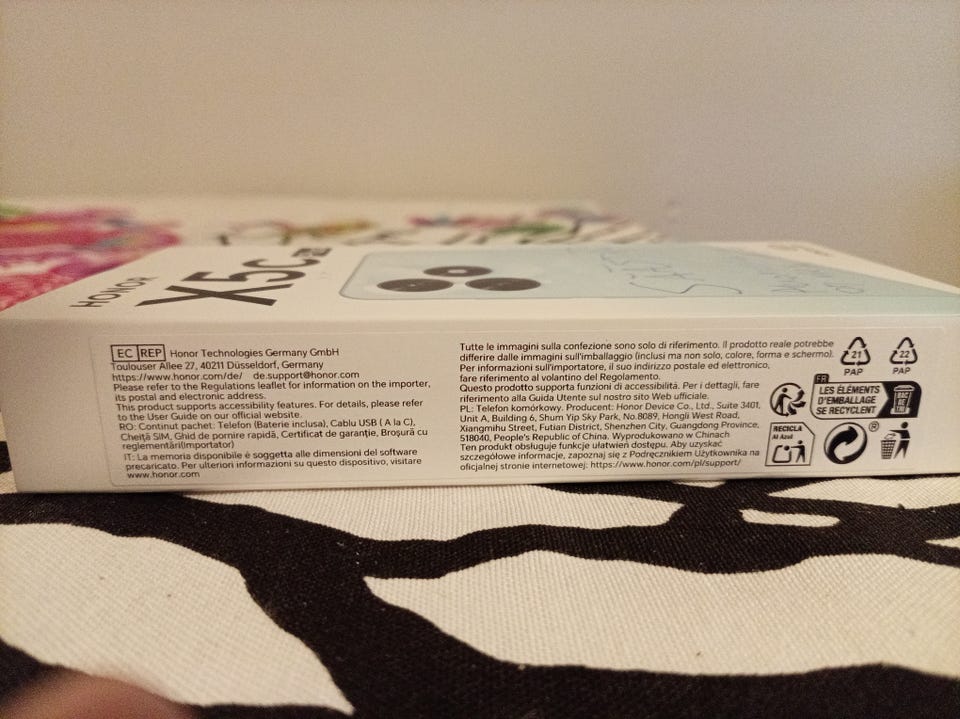 HONOR
X5c
EC REP Honor Technologies Germany GmbH
Toulouser Allee 27, 40211 Düsseldorf, Germany
https://www.honor.com/de/ de.support@honor.com
Please refer to the Regulations leaflet for information on the importer,
its postal and electronic address.
This product supports accessibility features. For details, please refer
to the User Guide on our official website.
RO: Continut pachet: Telefon (Baterie inclusa), Cablu USB ( A la C),
Cheiță SIM, Ghid de pornire rapidă, Certificat de garanție, Broșură cu
reglementări(Importator)
IT: La memoria disponibile è soggetta alle dimensioni del software
precaricato. Per ulteriori informazioni su questo dispositivo, visitare
www.honor.com
Tutte le immagini sulla confezione sono solo di riferimento. Il prodotto reale potrebbe
differire dalle immagini sull'imballaggio (inclusi ma non solo, colore, forma e schermo).
Per informazioni sull'importatore, il suo indirizzo postale ed elettronico,
fare riferimento al volantino del Regolamento.
Questo prodotto supporta funzioni di accessibilità. Per i dettagli, fare
riferimento alla Guida Utente sul nostro sito Web ufficiale.
PL: Telefon komórkowy. Producent: Honor Device Co., Ltd., Suite 3401,
Unit A, Building 6, Shum Yip Sky Park, No.8089, Hongli West Road,
Xiangmihu Street, Futian District, Shenzhen City, Guangdong Province,
518040, People's Republic of China. Wyprodukowano w Chinach
Ten produkt obsługuje funkcje ułatwień dostępu. Aby uzyskać
szczegółowe informacje, zapoznaj się z Podręcznikiem Użytkownika na
oficjalnej stronie internetowej: https://www.honor.com/pl/support/
21
PAP
22
PAP
FR
LES ÉLÉMENTS
D'EMBALLAGE
SE RECYCLENT
BAC
DE
TRI
RECICLA
Al Azul
®